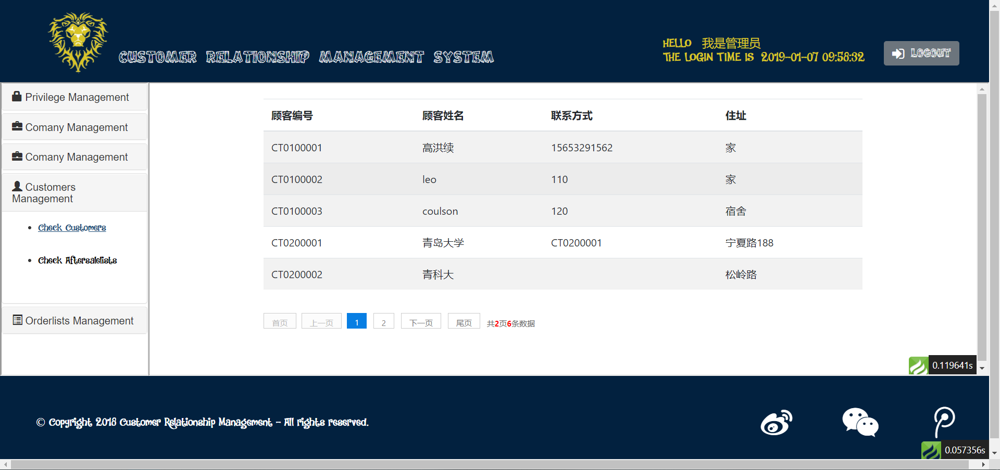 HELLO 我是管理员
CUSTOMER RELATIONSHIP MANAGEMENT SYSTEM
THE LOGIN TIME IS 2019-01-07 09:58:32
LOGOUT
Privilege Management
Comany Management
Comany Management
Customers
Management
Check Customers
Check Aftersalelists
Orderlists Management
顾客编号 顾客姓名 联系方式 住址
CT0100001 高洪续 15653291562 家
CT0100002 leo 110 家
CT0100003 coulson 120 宿舍
CT0200001 青岛大学 CT0200001 宁夏路188
CT0200002 青科大 松岭路
首页 上一页 1 2 下一页 尾页 共2页6条数据
0.119641s
© Copyright 2018 Customer Relationship Management - All rights reserved.
0.057356s